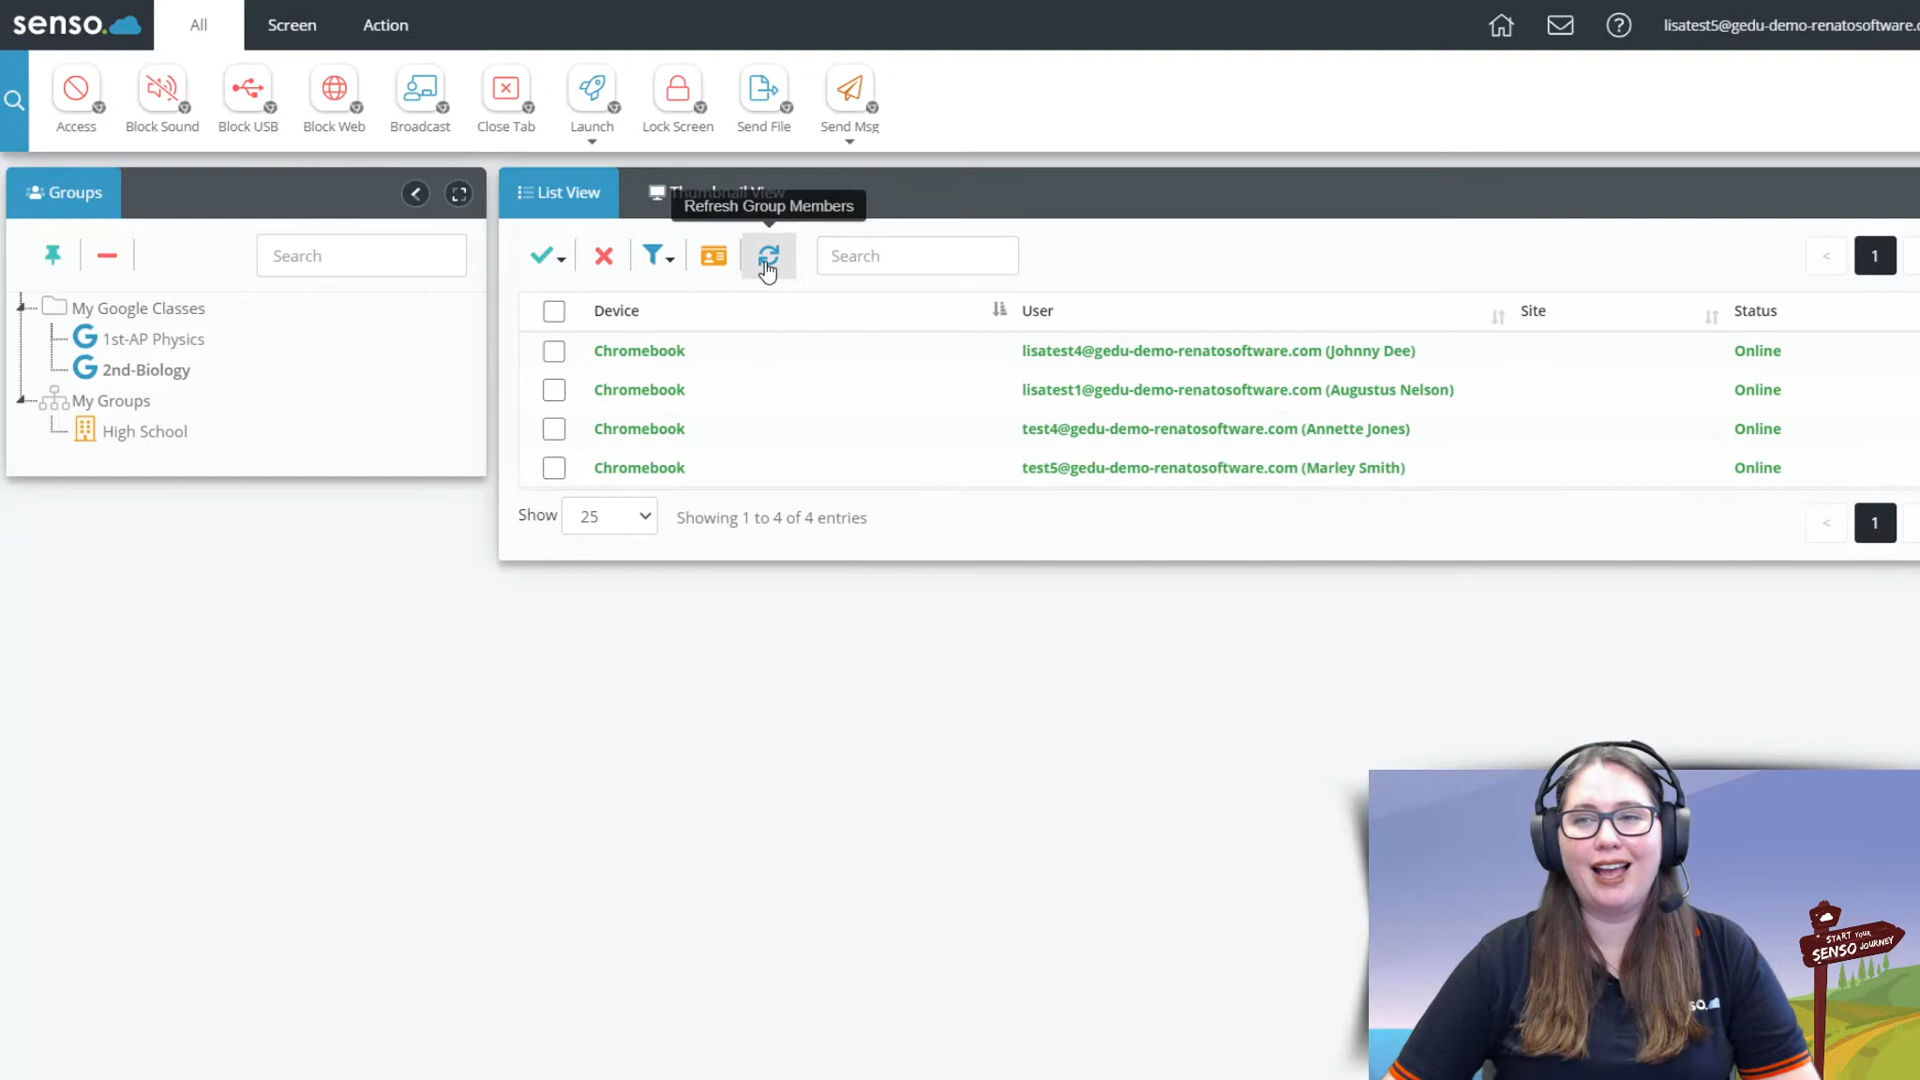 senso.
All
Screen
Action
lisatest5@gedu-demo-renatosoftware.c
Access
Block Sound
Block USB
Block Web
Broadcast
Close Tab
Launch
Lock Screen
Send File
Send Msg
Groups
List View
Thumbnail View
Refresh Group Members
Search
Search
<
1
My Google Classes
1st-AP Physics
2nd-Biology
My Groups
High School
Device
User
Site
Status
Chromebook
lisatest4@gedu-demo-renatosoftware.com (Johnny Dee)
Online
Chromebook
lisatest1@gedu-demo-renatosoftware.com (Augustus Nelson)
Online
Chromebook
test4@gedu-demo-renatosoftware.com (Annette Jones)
Online
Chromebook
test5@gedu-demo-renatosoftware.com (Marley Smith)
Online
Show
25
Showing 1 to 4 of 4 entries
<
1
START YOUR
SENSO JOURNEY
so.